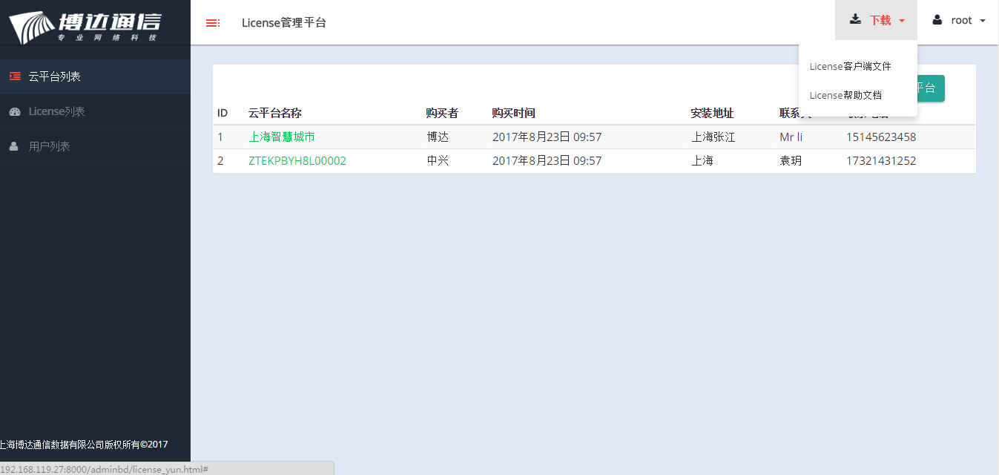 博达通信
专业网络科技
License管理平台
下载
root
云平台列表
License列表
用户列表
License客户端文件
License帮助文档
平台
ID 云平台名称 购买者 购买时间 安装地址 联系人
1 上海智慧城市 博达 2017年8月23日 09:57 上海张江 Mr li 15145623458
2 ZTEKPBYH8L00002 中兴 2017年8月23日 09:57 上海 袁玥 17321431252
上海博达通信数据有限公司版权所有©2017
192.168.119.27:8000/adminbd/license_yun.html#